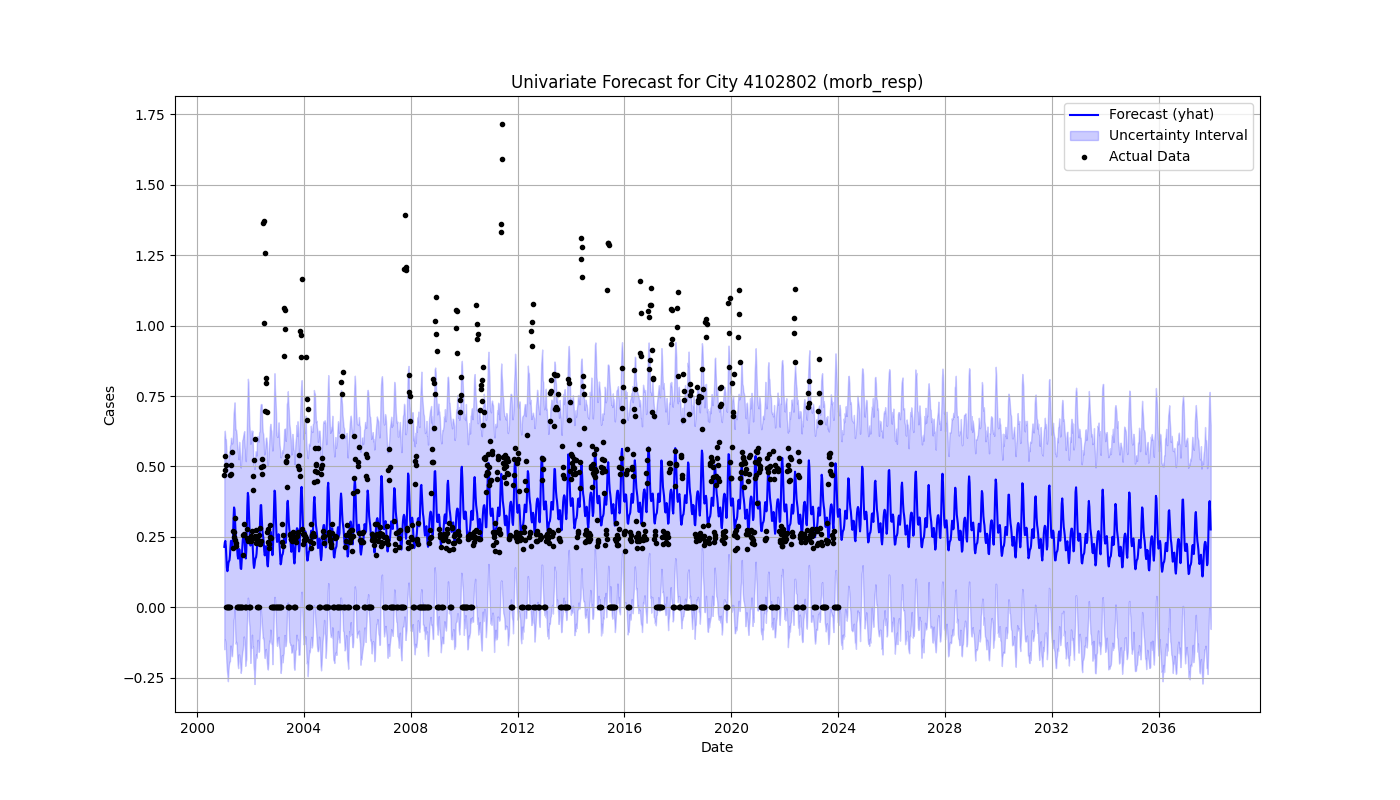 Univariate Forecast for City 4102802 (morb_resp)
Forecast (yhat)
Uncertainty Interval
Actual Data
Cases
1.75
1.50
1.25
1.00
0.75
0.50
0.25
0.00
−0.25
2000 2004 2008 2012 2016 2020 2024 2028 2032 2036
Date